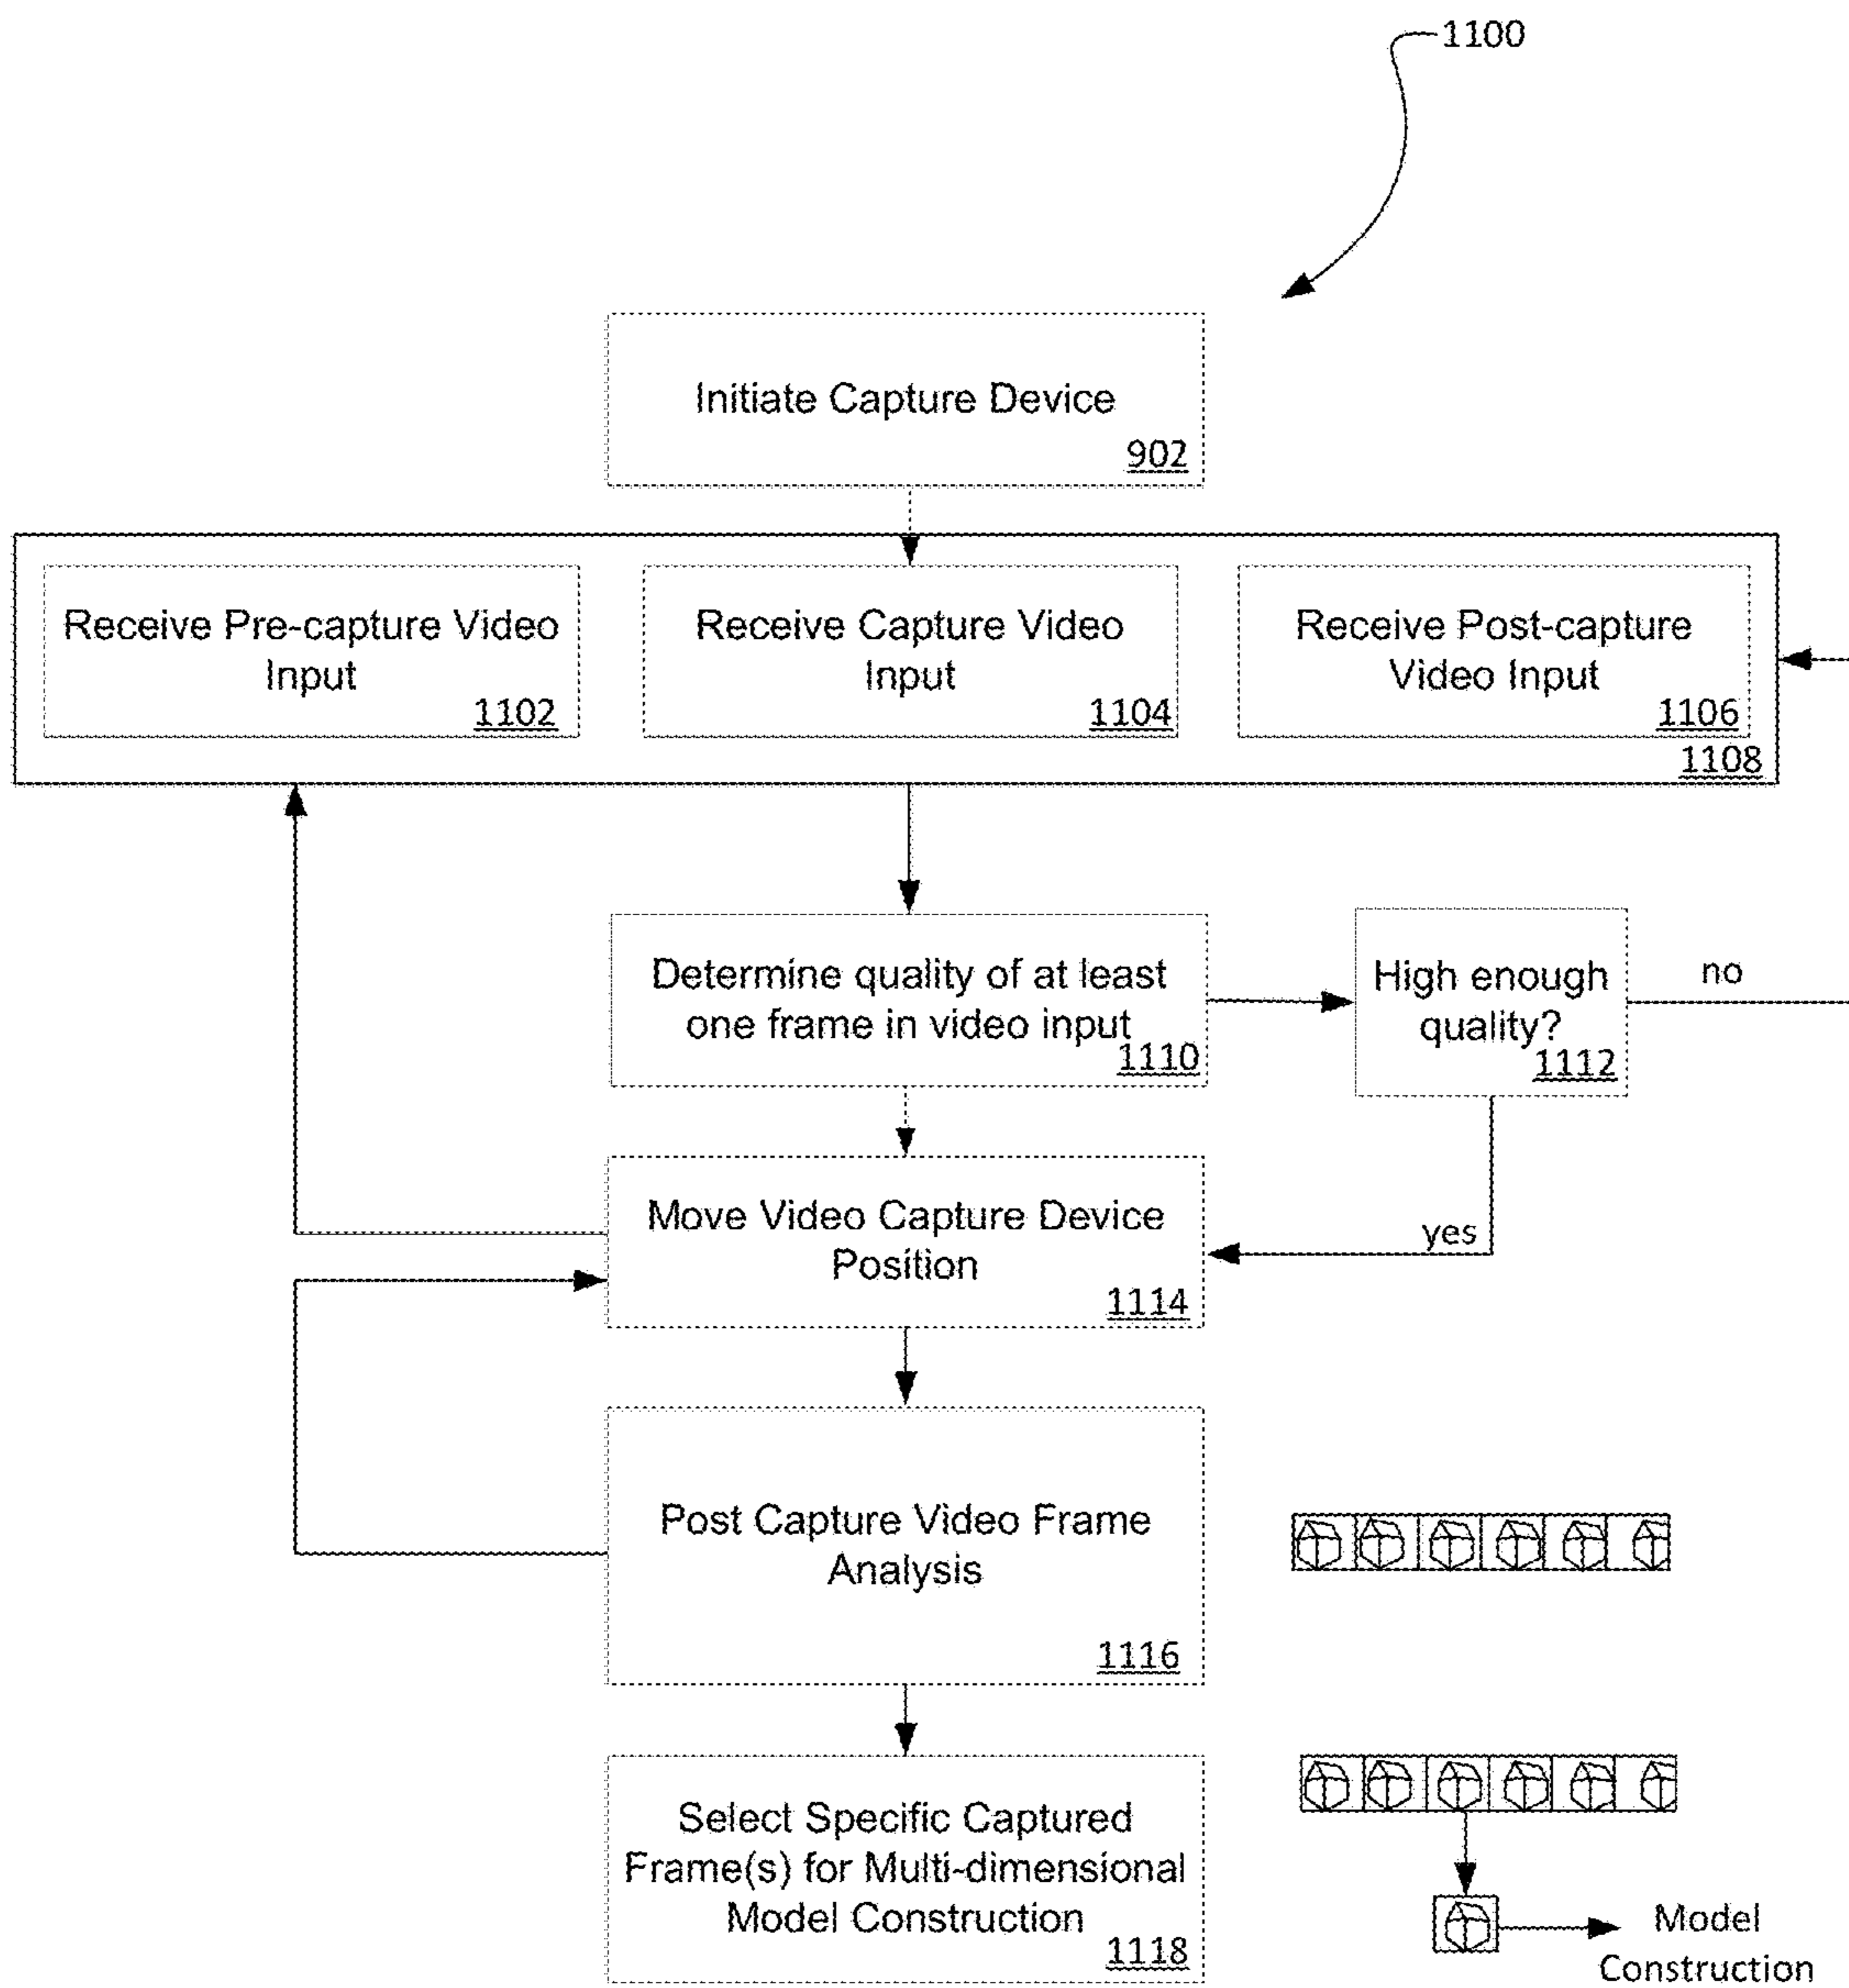 1100
Initiate Capture Device
902
Receive Pre-capture Video
Input
1102
Receive Capture Video
Input
1104
Receive Post-capture
Video Input
1106
1108
Determine quality of at least
one frame in video input
1110
High enough
quality?
1112
no
yes
Move Video Capture Device
Position
1114
Post Capture Video Frame
Analysis
1116
Select Specific Captured
Frame(s) for Multi-dimensional
Model Construction
1118
Model
Construction